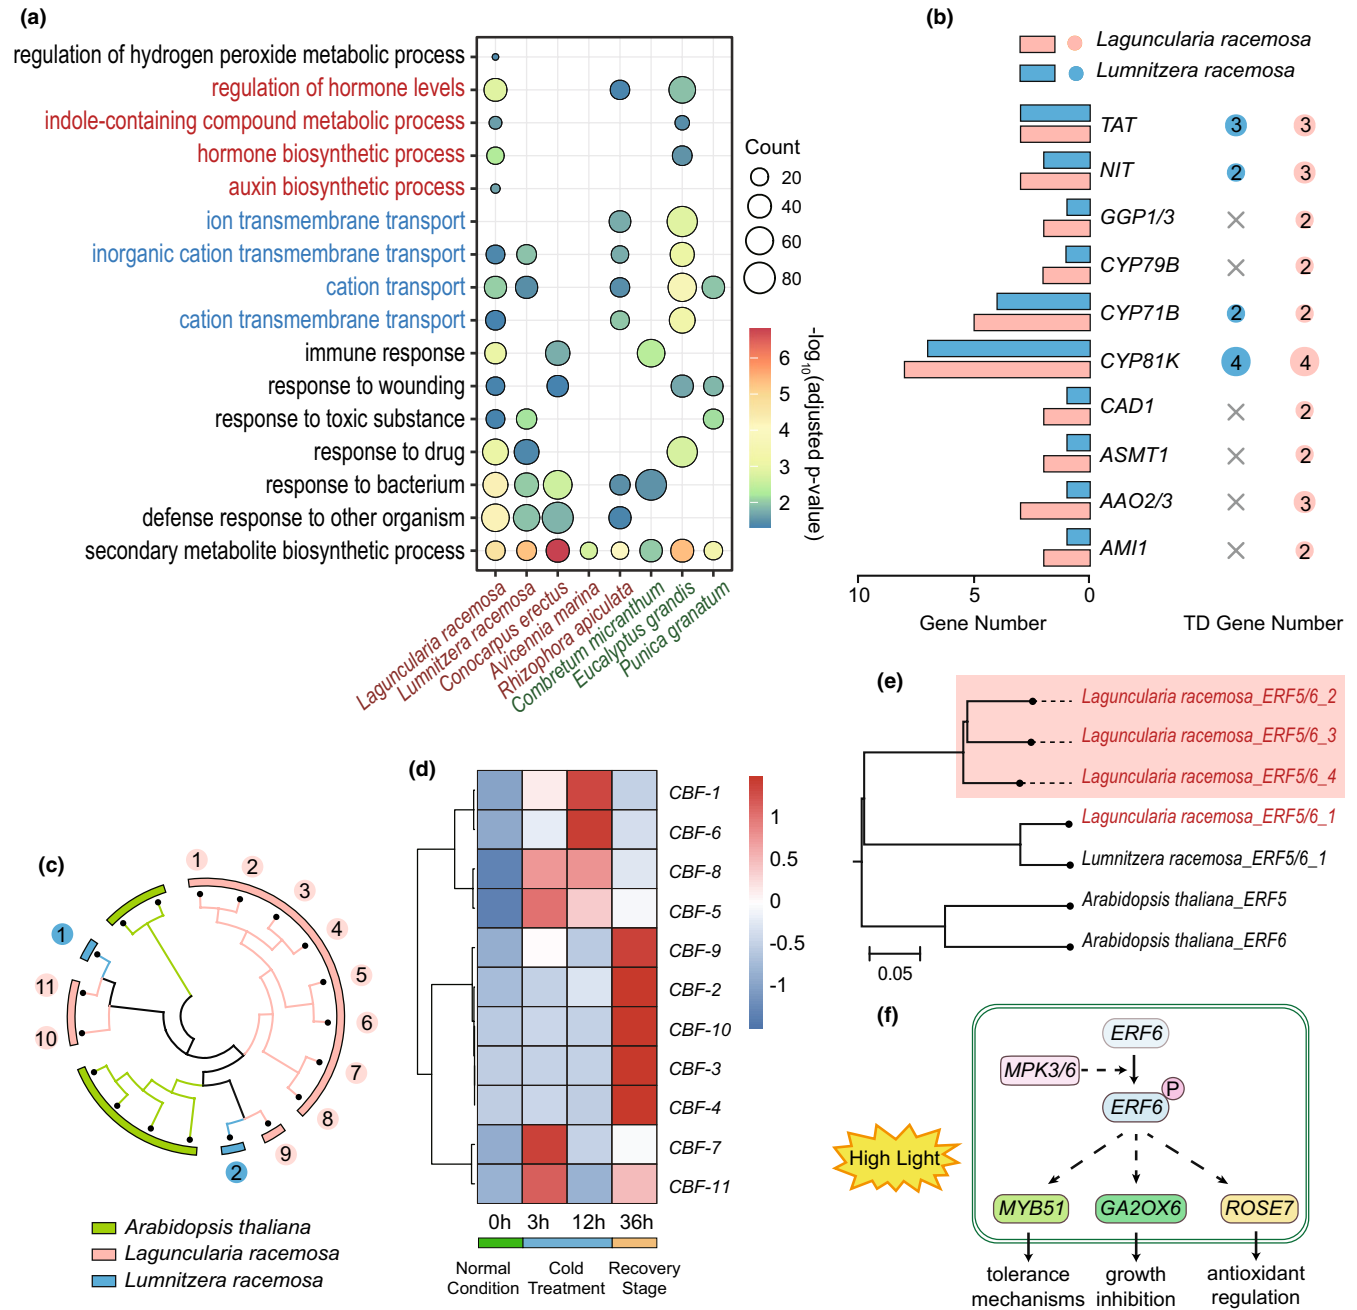 (a)
regulation of hydrogen peroxide metabolic process
regulation of hormone levels
indole-containing compound metabolic process
hormone biosynthetic process
auxin biosynthetic process
ion transmembrane transport
inorganic cation transmembrane transport
cation transport
cation transmembrane transport
immune response
response to wounding
response to toxic substance
response to drug
response to bacterium
defense response to other organism
secondary metabolite biosynthetic process
Laguncularia racemosa
Lumnitzera racemosa
Conocarpus erectus
Avicennia marina
Rhizophora apiculata
Combretum micranthum
Eucalyptus grandis
Punica granatum
Count
20
40
60
80
6
5
4
3
2
-log10(adjusted p-value)
(b)
Laguncularia racemosa
Lumnitzera racemosa
TAT 3 3
NIT 2 3
GGP1/3 × 2
CYP79B × 2
CYP71B 2 2
CYP81K 4 4
CAD1 × 2
ASMT1 × 2
AAO2/3 × 3
AMI1 × 2
10 5 0
Gene Number TD Gene Number
(c)
1
2
3
4
5
6
7
8
9
2
10
11
1
Arabidopsis thaliana
Laguncularia racemosa
Lumnitzera racemosa
(d)
CBF-1
CBF-6
CBF-8
CBF-5
CBF-9
CBF-2
CBF-10
CBF-3
CBF-4
CBF-7
CBF-11
0h 3h 12h 36h
Normal Condition
Cold Treatment
Recovery Stage
1
0.5
0
-0.5
-1
(e)
Laguncularia racemosa_ERF5/6_2
Laguncularia racemosa_ERF5/6_3
Laguncularia racemosa_ERF5/6_4
Laguncularia racemosa_ERF5/6_1
Lumnitzera racemosa_ERF5/6_1
Arabidopsis thaliana_ERF5
Arabidopsis thaliana_ERF6
0.05
(f)
ERF6
MPK3/6
P
ERF6
High Light
MYB51 GA2OX6 ROSE7
tolerance mechanisms
growth inhibition
antioxidant regulation